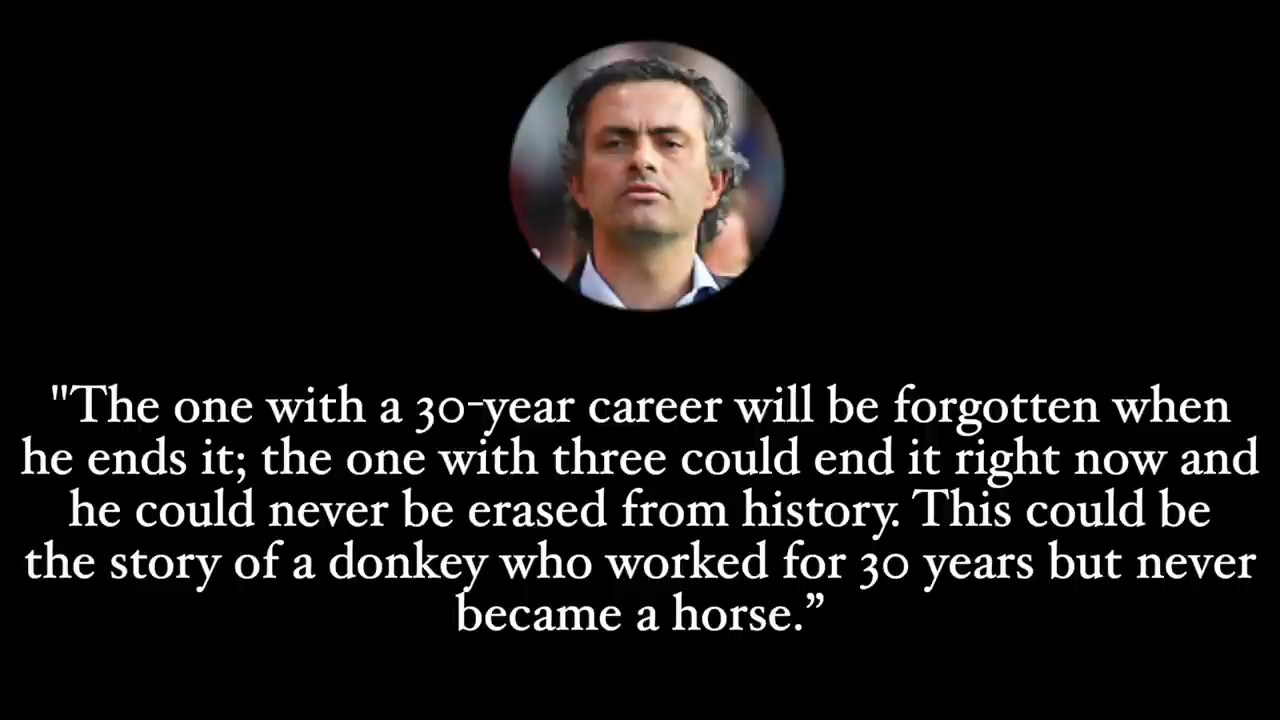 "The one with a 30-year career will be forgotten when
he ends it; the one with three could end it right now and
he could never be erased from history. This could be
the story of a donkey who worked for 30 years but never
became a horse.”